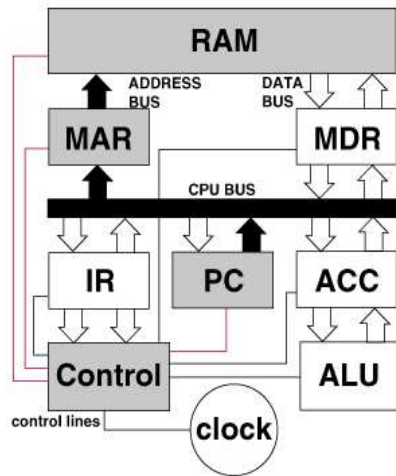 RAM
ADDRESS
BUS
DATA
BUS
MAR
MDR
CPU BUS
IR
PC
ACC
Control
ALU
control lines
clock